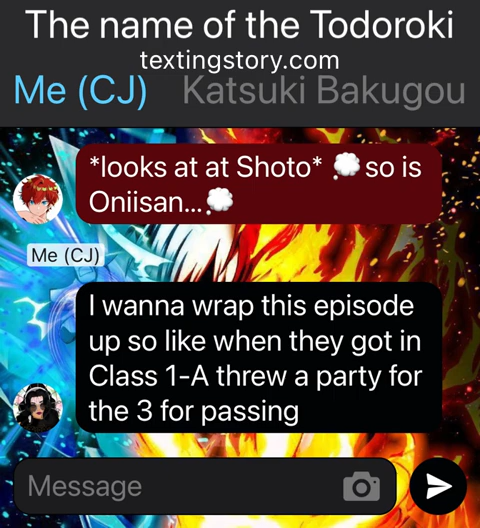 The name of the Todoroki
textingstory.com
Me (CJ) Katsuki Bakugou
*looks at at Shoto* 💭so is
Oniisan...💭
Me (CJ)
I wanna wrap this episode
up so like when they got in
Class 1-A threw a party for
the 3 for passing
Message